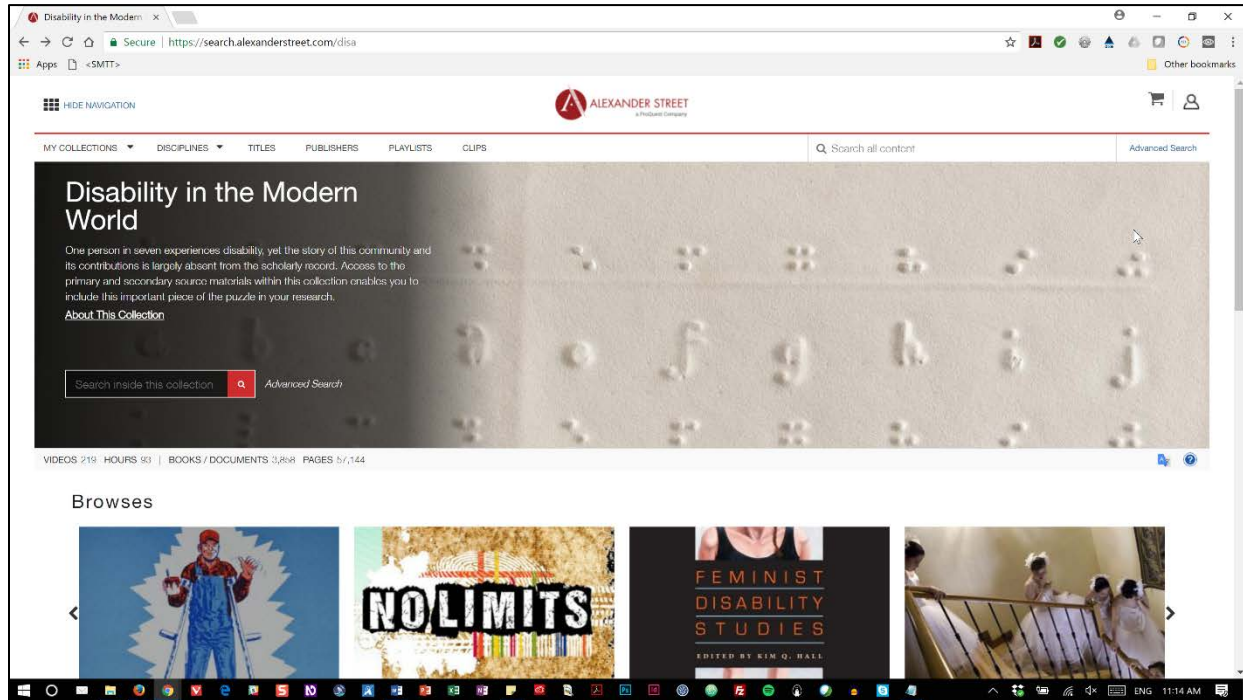 Disability in the Modern
Secure | https://search.alexanderstreet.com/disa
Apps <SMTT> Other bookmarks
HIDE NAVIGATION
ALEXANDER STREET
a ProQuest Company
MY COLLECTIONS DISCIPLINES TITLES PUBLISHERS PLAYLISTS CLIPS Search all content Advanced Search
Disability in the Modern
World
One person in seven experiences disability, yet the story of this community and
its contributions is largely absent from the scholarly record. Access to the
primary and secondary source materials within this collection enables you to
include this important piece of the puzzle in your research.
About This Collection
a o f g h i j
Search inside this collection Advanced Search
VIDEOS 219 HOURS 93 | BOOKS / DOCUMENTS 3,858 PAGES 57,144
Browses
NO LIMITS
FEMINIST
DISABILITY
STUDIES
EDITED BY KIM Q. HALL
ENG 11:14 AM